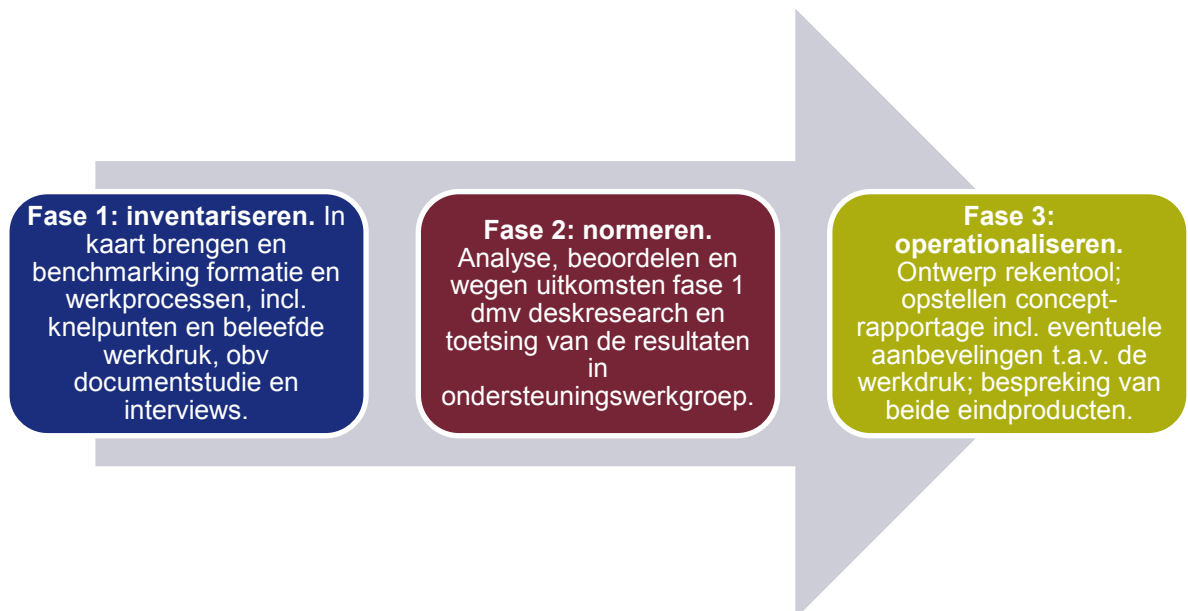 Fase 1: inventariseren. In
kaart brengen en
benchmarking formatie en
werkprocessen, incl.
knelpunten en beleefde
werkdruk, obv
documentstudie en
interviews.
Fase 2: normeren.
Analyse, beoordelen en
wegen uitkomsten fase 1
dmv deskresearch en
toetsing van de resultaten
in
ondersteuningswerkgroep.
Fase 3:
operationaliseren.
Ontwerp rekentool;
opstellen concept-
rapportage incl. eventuele
aanbevelingen t.a.v. de
werkdruk; bespreking van
beide eindproducten.